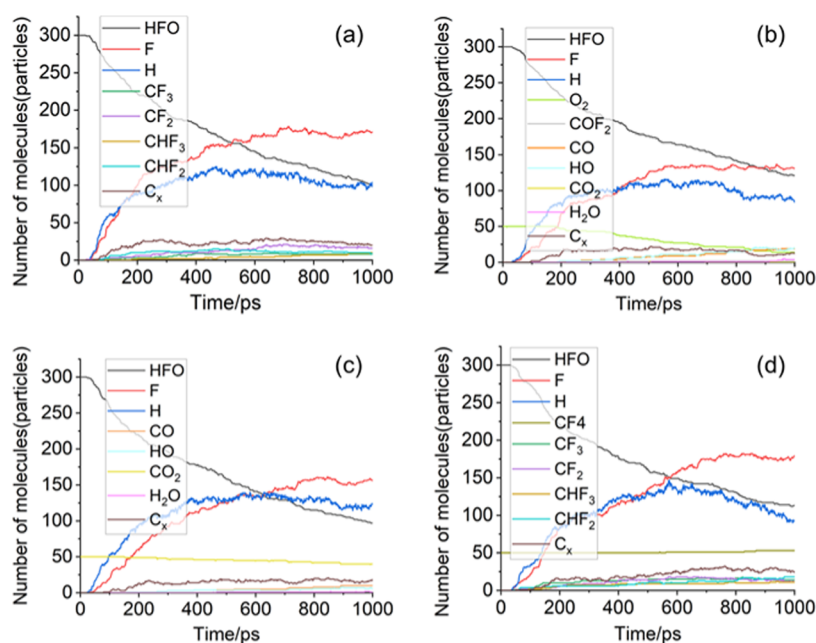 (a)
Number of molecules(particles)
300
250
200
150
100
50
0
HFO
F
H
CF₃
CF₂
CHF₃
CHF₂
Cₓ
0 200 400 600 800 1000
Time/ps
(b)
Number of molecules(particles)
300
250
200
150
100
50
0
HFO
F
H
O₂
COF₂
CO
HO
CO₂
H₂O
Cₓ
0 200 400 600 800 1000
Time/ps
(c)
Number of molecules(particles)
300
250
200
150
100
50
0
HFO
F
H
CO
HO
CO₂
H₂O
Cₓ
0 200 400 600 800 1000
Time/ps
(d)
Number of molecules(particles)
300
250
200
150
100
50
0
HFO
F
H
CF4
CF₃
CF₂
CHF₃
CHF₂
Cₓ
0 200 400 600 800 1000
Time/ps